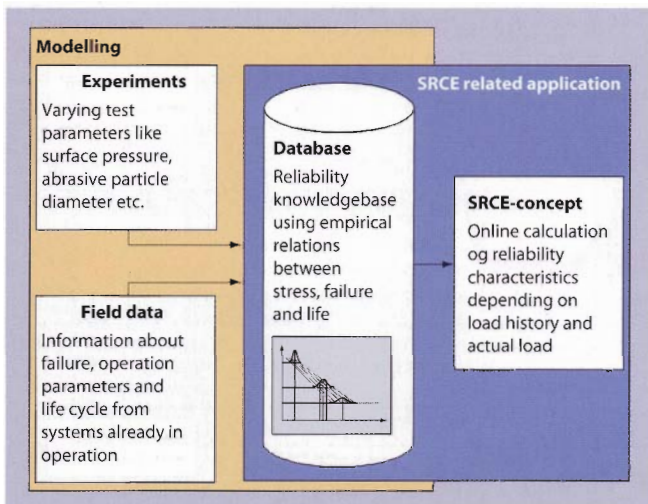 Modelling
Experiments
Varying test
parameters like
surface pressure,
abrasive particle
diameter etc.
Field data
Information about
failure, operation
parameters and
life cycle from
systems already in
operation
SRCE related application
Database
Reliability
knowledgebase
using empirical
relations
between
stress, failure
and life
SRCE-concept
Online calculation
og reliability
characteristics
depending on
load history and
actual load